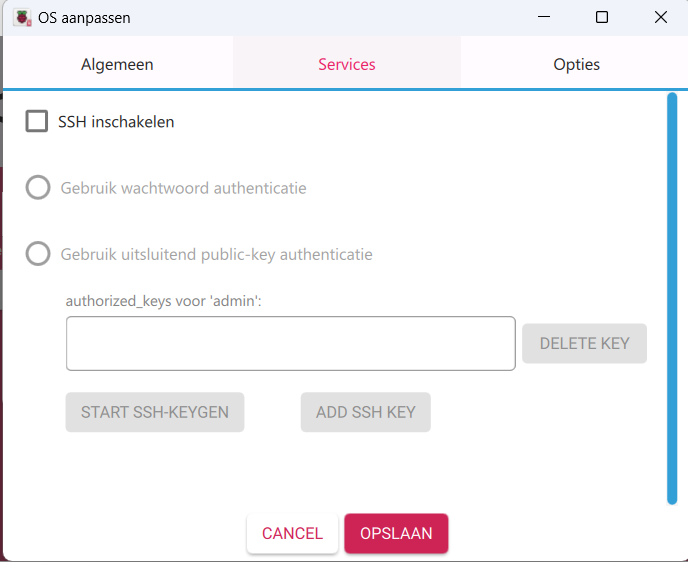 OS aanpassen
Algemeen Services Opties
SSH inschakelen
Gebruik wachtwoord authenticatie
Gebruik uitsluitend public-key authenticatie
authorized_keys voor 'admin':
DELETE KEY
START SSH-KEYGEN ADD SSH KEY
CANCEL OPSLAAN